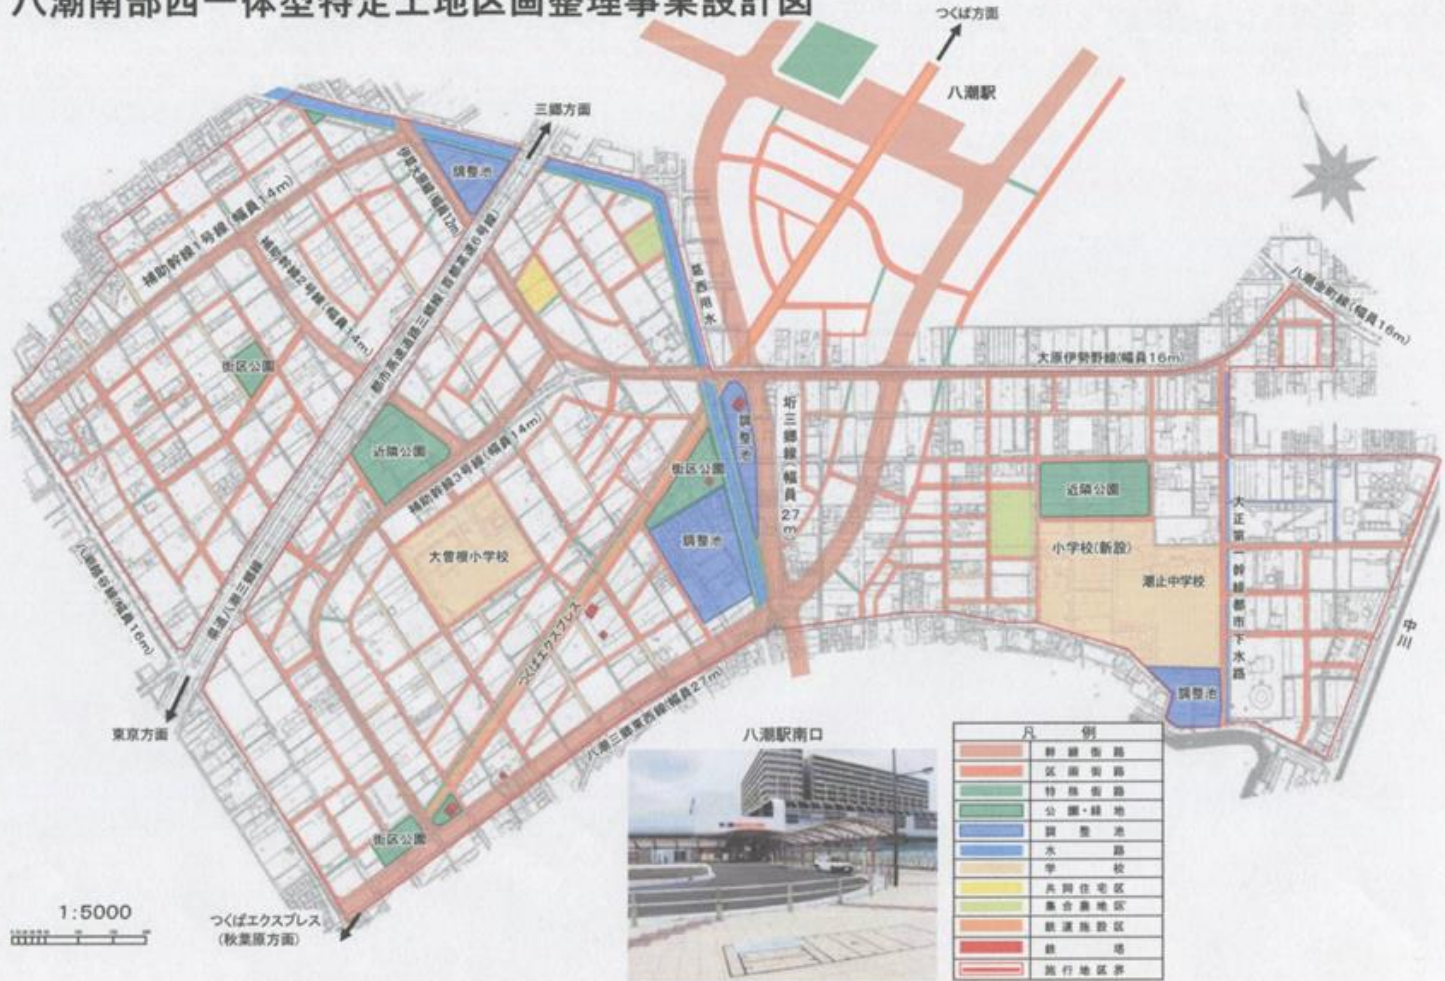 八潮南部西一体型特定土地区画整理事業設計図
つくば方面
八潮駅
三郷方面
調整池
伊勢大原線(幅員12m)
補助幹線1号線(幅員14m)
補助幹線2号線(幅員14m)
都市高速道路三郷線(首都高速6号線)
街区公園
近隣公園
補助幹線3号線(幅員14m)
大曽根小学校
八潮越谷線(幅員16m)
県道八潮三郷線
東京方面
つくばエクスプレス
八潮三郷東西線(幅員27m)
街区公園
調整池
調整池
垳三郷線(幅員27m)
大原伊勢野線(幅員16m)
八潮金町線(幅員16m)
近隣公園
小学校(新設)
潮止中学校
大正第一幹線都市下水路
中川
調整池
街区公園
1:5000
つくばエクスプレス
(秋葉原方面)
八潮駅南口
凡例
幹線街路
区画街路
特殊街路
公園・緑地
調整池
水路
学校
共同住宅区
集合農地区
鉄道施設区
鉄塔
施行地区界